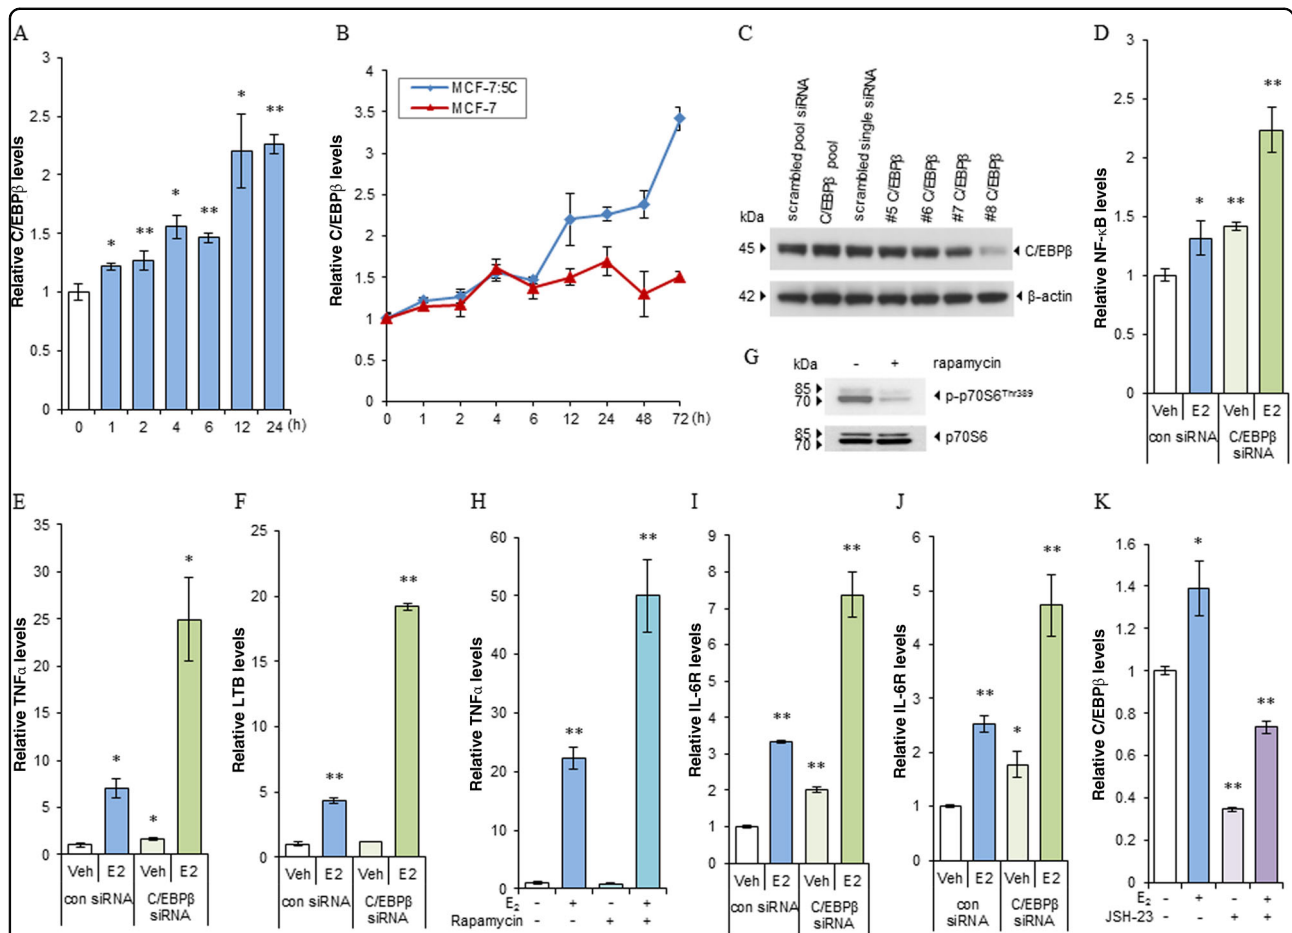 A
Relative C/EBPβ levels
3
2.5
2
1.5
1
0.5
0
* ** * ** * **
0 1 2 4 6 12 24 (h)
B
Relative C/EBPβ levels
4
3.5
3
2.5
2
1.5
1
0.5
0
MCF-7:5C
MCF-7
0 1 2 4 6 12 24 48 72 (h)
C
scrambled pool siRNA
C/EBPβ pool
scrambled single siRNA
#5 C/EBPβ
#6 C/EBPβ
#7 C/EBPβ
#8 C/EBPβ
kDa
45
C/EBPβ
42
β-actin
G
kDa - + rapamycin
85
70
p-p70S6Thr389
85
70
p70S6
D
Relative NF-κB levels
3
2.5
2
1.5
1
0.5
0
* ** **
Veh E2 Veh E2
con siRNA C/EBPβ
siRNA
E
Relative TNFα levels
35
30
25
20
15
10
5
0
* * *
Veh E2 Veh E2
con siRNA C/EBPβ
siRNA
F
Relative LTB levels
25
20
15
10
5
0
** **
Veh E2 Veh E2
con siRNA C/EBPβ
siRNA
H
Relative TNFα levels
60
50
40
30
20
10
0
** **
E₂ - + - +
Rapamycin - - + +
I
Relative IL-6R levels
9
8
7
6
5
4
3
2
1
0
** ** **
Veh E2 Veh E2
con siRNA C/EBPβ
siRNA
J
Relative IL-6R levels
6
5
4
3
2
1
0
** * **
Veh E2 Veh E2
con C/EBPβ
siRNA siRNA
K
Relative C/EBPβ levels
1.6
1.4
1.2
1
0.8
0.6
0.4
0.2
0
* ** **
E₂ - + - +
JSH-23 - - + +